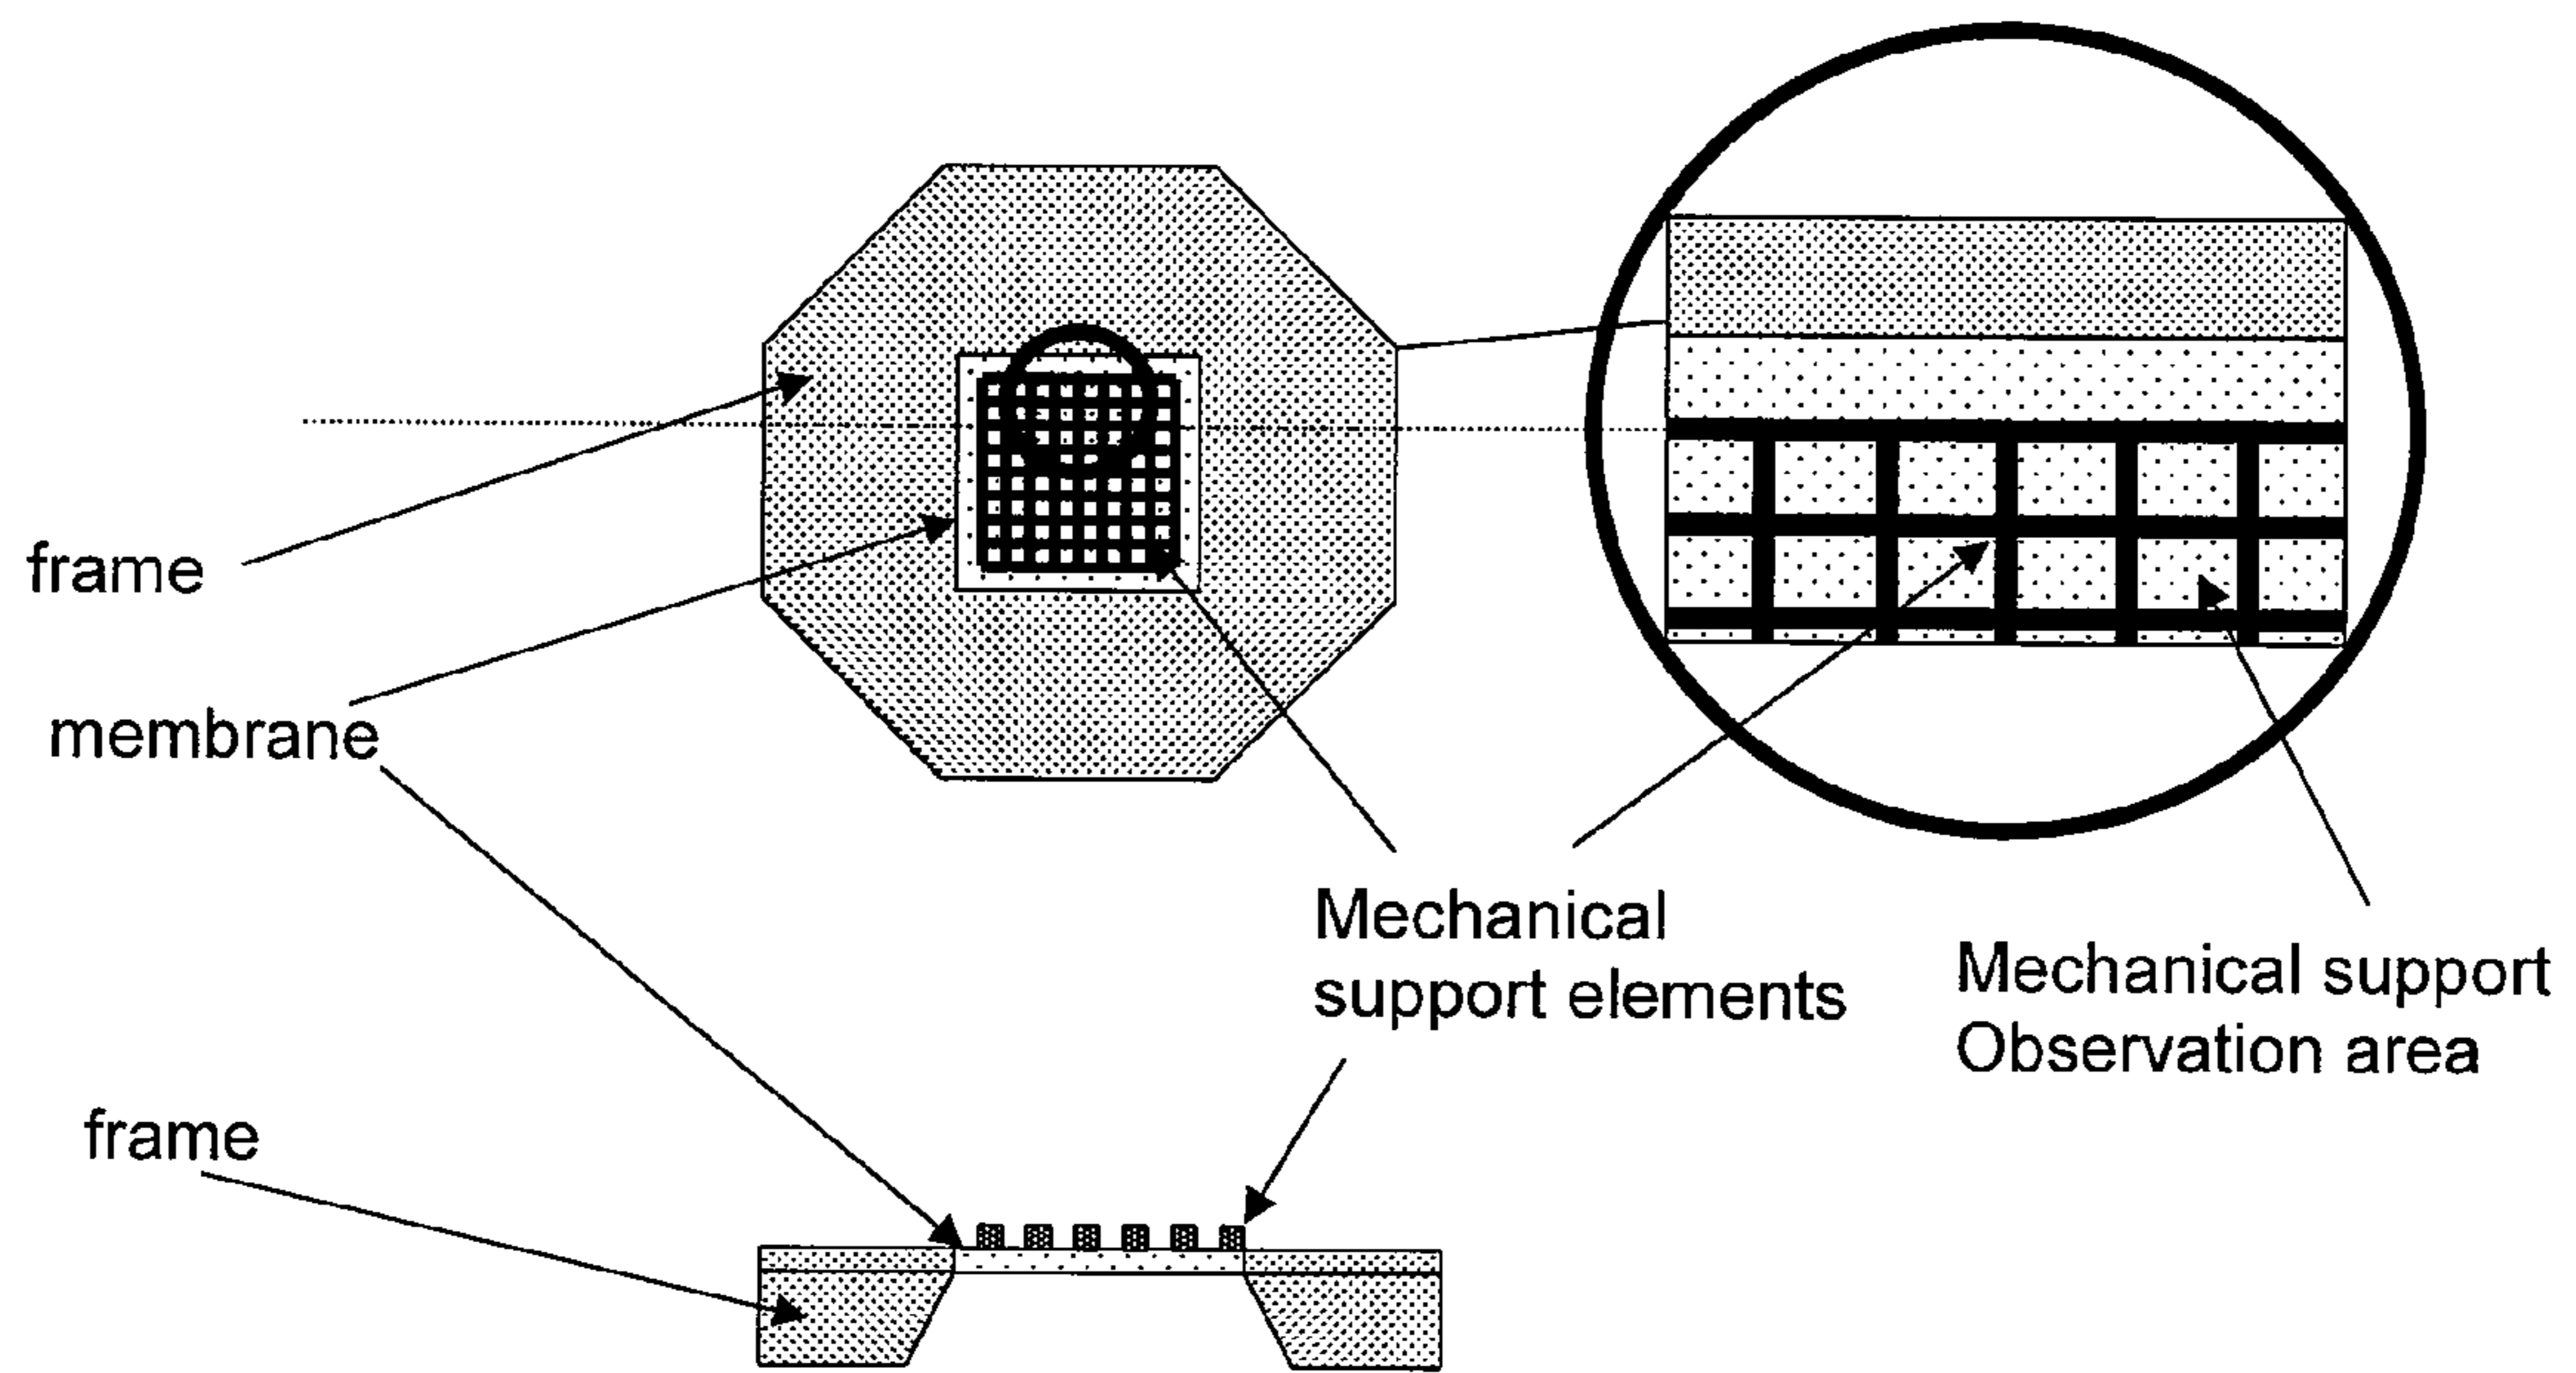 frame
membrane
Mechanical
support elements
Mechanical support
Observation area
frame